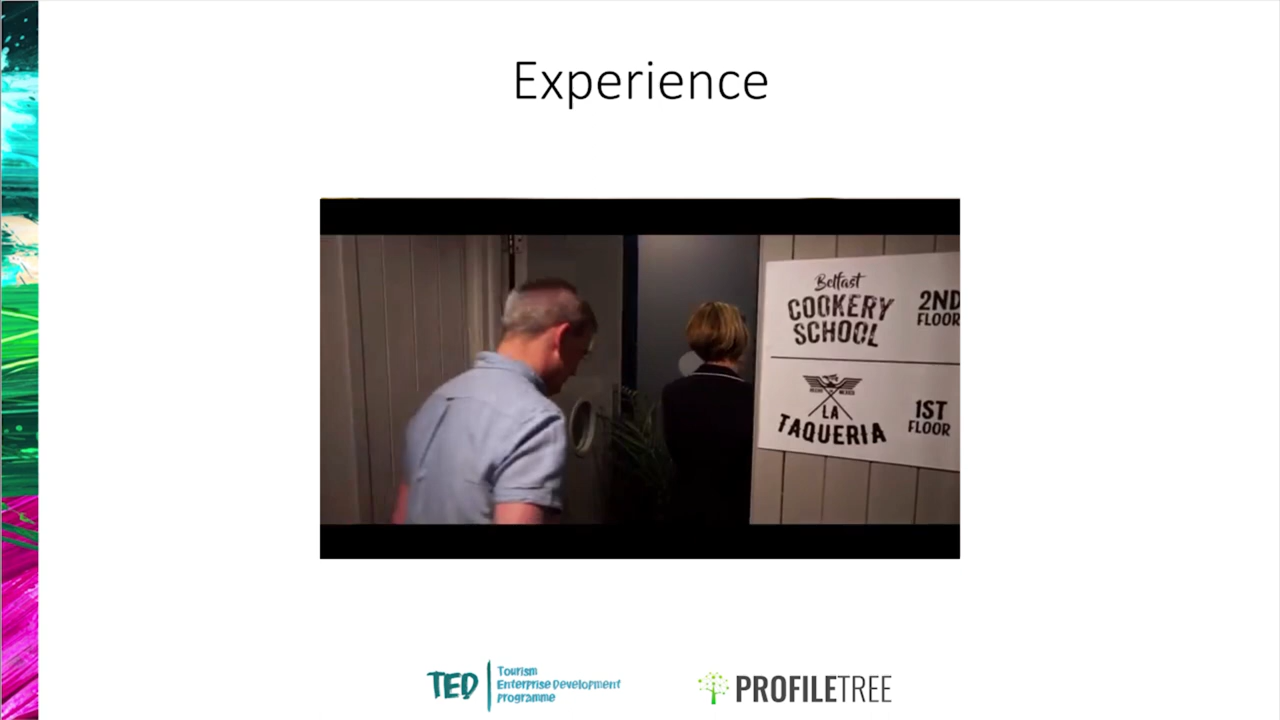 Experience
Belfast
COOKERY
SCHOOL
2ND
FLOOR
LA
TAQUERIA
1ST
FLOOR
TED
Tourism
Enterprise Development
Programme
PROFILETREE